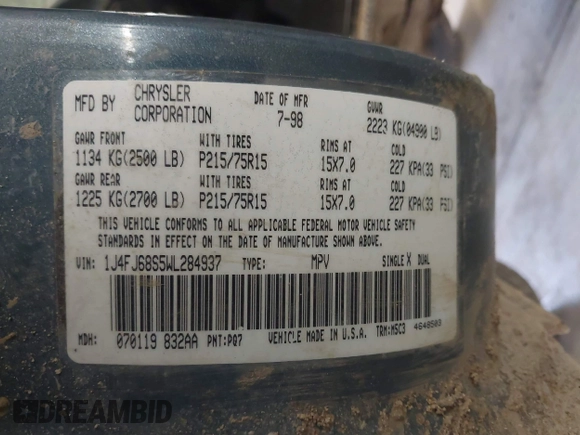 MFD BY CHRYSLER CORPORATION DATE OF MFR 7-98 GVWR 2223 KG(04900 LB)
GAWR FRONT WITH TIRES RIMS AT COLD
1134 KG(2500 LB) P215/75R15 15X7.0 227 KPA(33 PSI)
GAWR REAR WITH TIRES RIMS AT COLD
1225 KG(2700 LB) P215/75R15 15X7.0 227 KPA(33 PSI)
THIS VEHICLE CONFORMS TO ALL APPLICABLE FEDERAL MOTOR VEHICLE SAFETY
STANDARDS IN EFFECT ON THE DATE OF MANUFACTURE SHOWN ABOVE.
VIN: 1J4FJ68S5WL284937 TYPE: MPV SINGLE X DUAL
MDH: 070119 832AA PNT:PQ7 VEHICLE MADE IN U.S.A. TRM:M5C3 4648503
DREAMBID